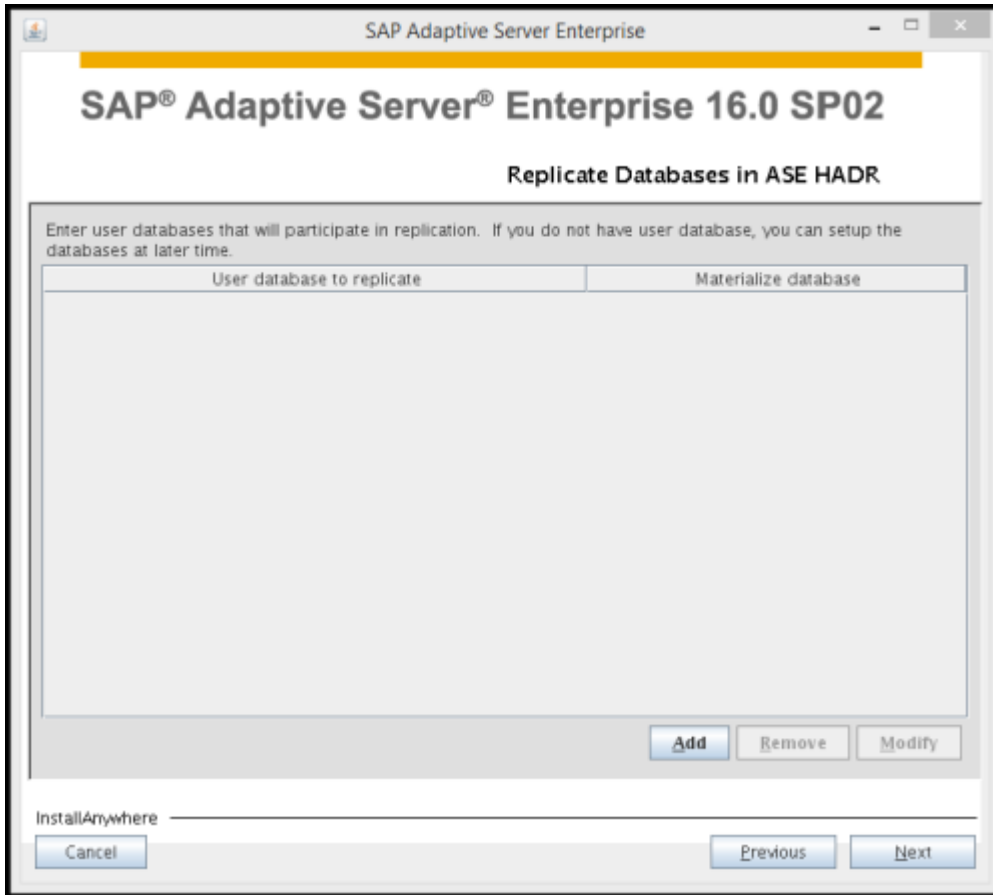 SAP Adaptive Server Enterprise
SAP® Adaptive Server® Enterprise 16.0 SP02
Replicate Databases in ASE HADR
Enter user databases that will participate in replication. If you do not have user database, you can setup the
databases at later time.
User database to replicate
Materialize database
Add
Remove
Modify
InstallAnywhere
Cancel
Previous
Next